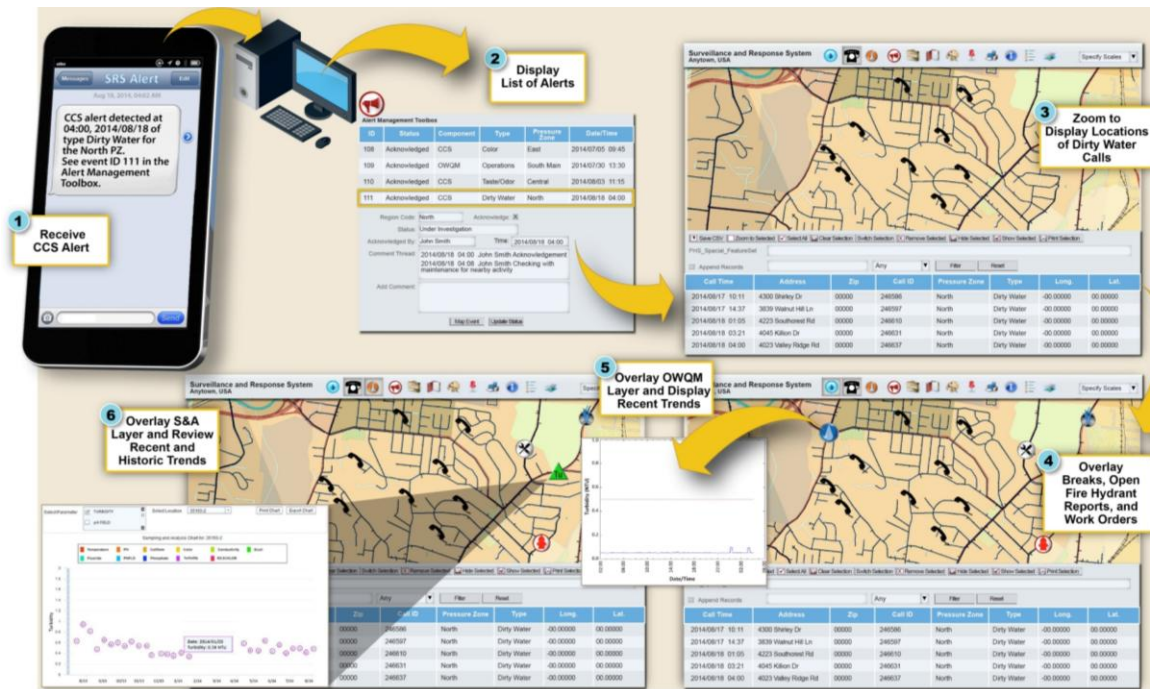 1
Receive
CCS Alert
Messages
SRS Alert
Edit
CCS alert detected at
04:00, 2014/08/18 of
type Dirty Water for
the North PZ.
See event ID 111 in the
Alert Management
Toolbox.
Send
2
Display
List of Alerts
Alert Management Toolbox
ID Status Component Type Pressure Zone Date/Time
108 Acknowledged CCS Color East 2014/07/05 09:45
109 Acknowledged OWQM Operations South Main 2014/07/30 13:30
110 Acknowledged CCS Taste/Odor Central 2014/08/03 11:15
111 Acknowledged CCS Dirty Water North 2014/08/18 04:00
Region Code: North Acknowledge:
Status: Under Investigation
Acknowledged By: John Smith Time: 2014/08/18 04:00
Comment Thread: 2014/08/18 04:00 John Smith Acknowledgement
2014/08/18 04:08 John Smith Checking with
maintenance for nearby activity
Add Comment:
Map Event Update Status
Surveillance and Response System
Anytown, USA
Specify Scales
3
Zoom to
Display Locations
of Dirty Water
Calls
Save CSV Zoom to Selected Select All Clear Selection Switch Selection Remove Selected Hide Selected Show Selected Print Selection
Append Records Any Filter Reset
Call Time Address Zip Call ID Pressure Zone Type Long. Lat.
2014/08/17 10:11 4300 Shirley Dr 00000 246586 North Dirty Water -00.00000 00.00000
2014/08/17 14:37 3839 Walnut Hill Ln 00000 246597 North Dirty Water -00.00000 00.00000
2014/08/18 01:05 4223 Southcrest Rd 00000 246610 North Dirty Water -00.00000 00.00000
2014/08/18 03:21 4045 Killion Dr 00000 246631 North Dirty Water -00.00000 00.00000
2014/08/18 04:00 4023 Valley Ridge Rd 00000 246637 North Dirty Water -00.00000 00.00000
and Response System
Specify Scales
4
Overlay
Breaks, Open
Fire Hydrant
Reports, and
Work Orders
Selected Select All Clear Selection Switch Selection Remove Selected Hide Selected Show Selected Print Selection
Append Records Any Filter Reset
Call Time Address Zip Call ID Pressure Zone Type Long. Lat.
2014/08/17 10:11 4300 Shirley Dr 00000 246586 North Dirty Water -00.00000 00.00000
2014/08/17 14:37 3839 Walnut Hill Ln 00000 246597 North Dirty Water -00.00000 00.00000
2014/08/18 01:05 4223 Southcrest Rd 00000 246610 North Dirty Water -00.00000 00.00000
2014/08/18 03:21 4045 Killion Dr 00000 246631 North Dirty Water -00.00000 00.00000
2014/08/18 04:00 4023 Valley Ridge Rd 00000 246637 North Dirty Water -00.00000 00.00000
5
Overlay OWQM
Layer and Display
Recent Trends
Turbidity (NTU)
Date/Time
Surveillance and Response System
Anytown, USA
6
Overlay S&A
Layer and Review
Recent and
Historic Trends
TURBIDITY
Print Chart Export Chart
Turbidity
Switch Selection Remove Selected Hide Selected Show Selected Print Selection
Any Filter Reset
Zip Call ID Pressure Zone Type Long. Lat.
00000 246586 North Dirty Water -00.00000 00.00000
00000 246597 North Dirty Water -00.00000 00.00000
00000 246610 North Dirty Water -00.00000 00.00000
00000 246631 North Dirty Water -00.00000 00.00000
00000 246637 North Dirty Water -00.00000 00.00000